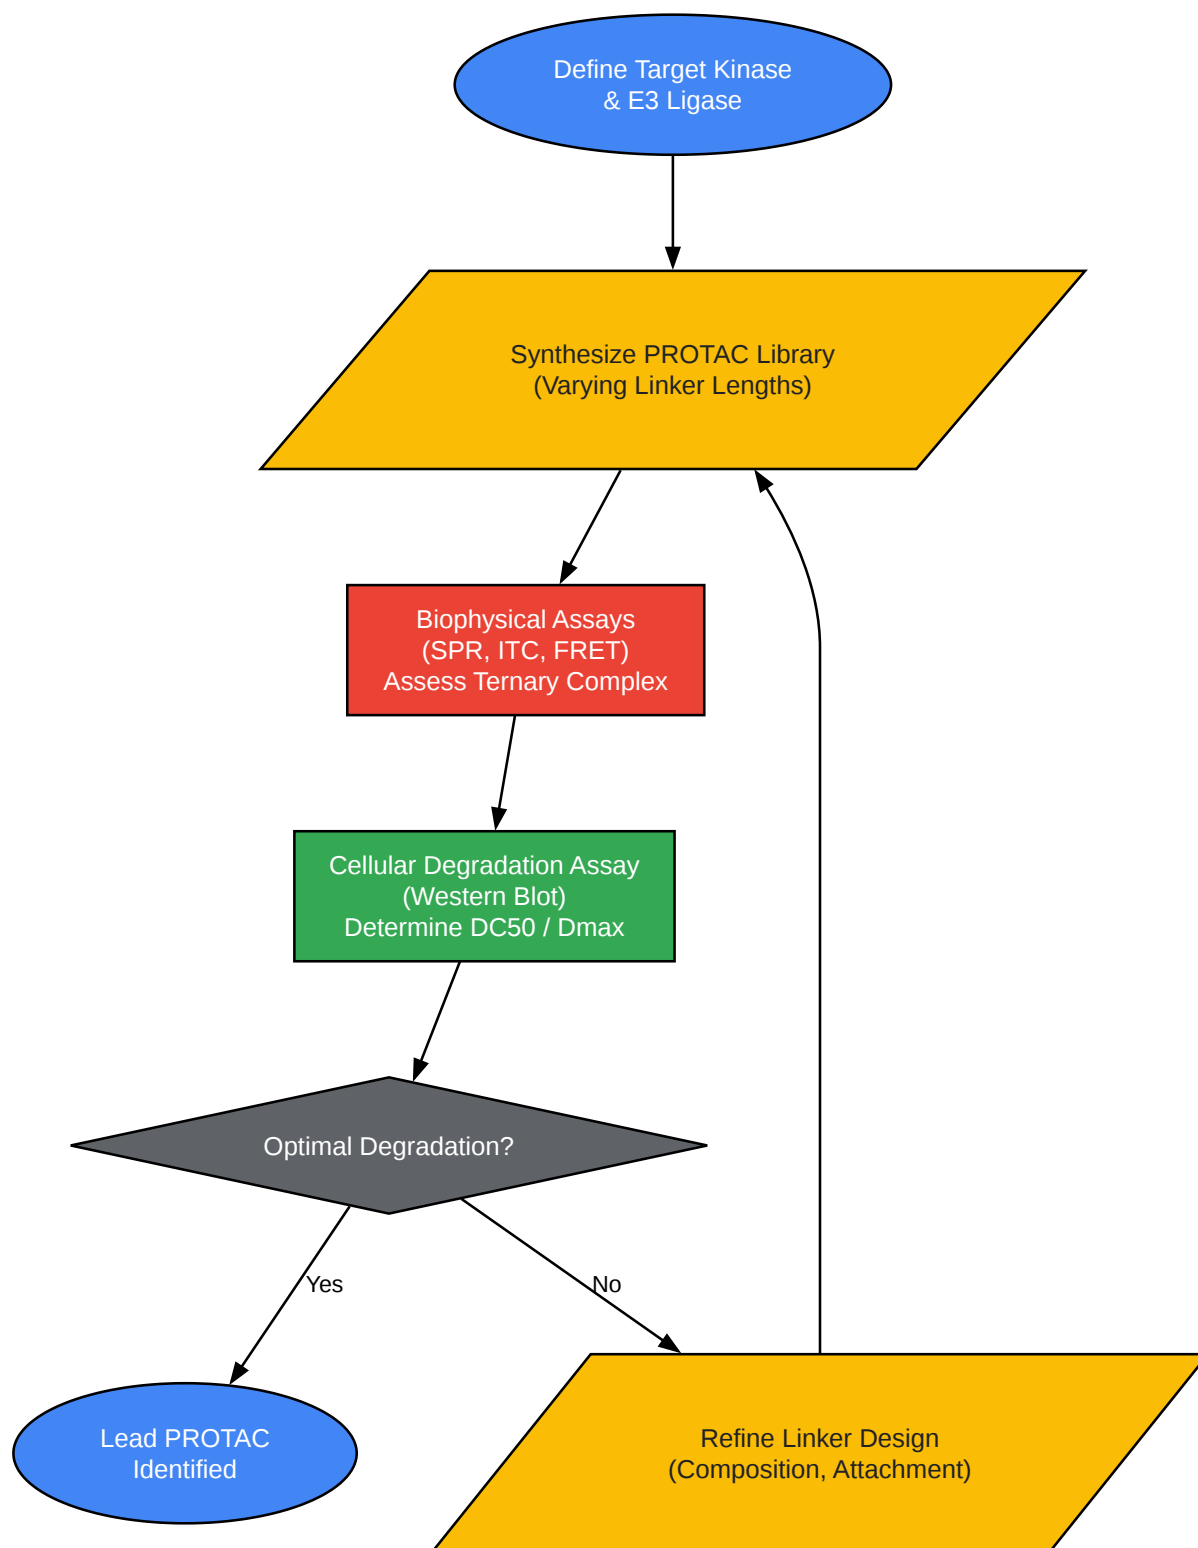 Define Target Kinase
& E3 Ligase
Synthesize PROTAC Library
(Varying Linker Lengths)
Biophysical Assays
(SPR, ITC, FRET)
Assess Ternary Complex
Cellular Degradation Assay
(Western Blot)
Determine DC50 / Dmax
Optimal Degradation?
Yes
No
Lead PROTAC
Identified
Refine Linker Design
(Composition, Attachment)